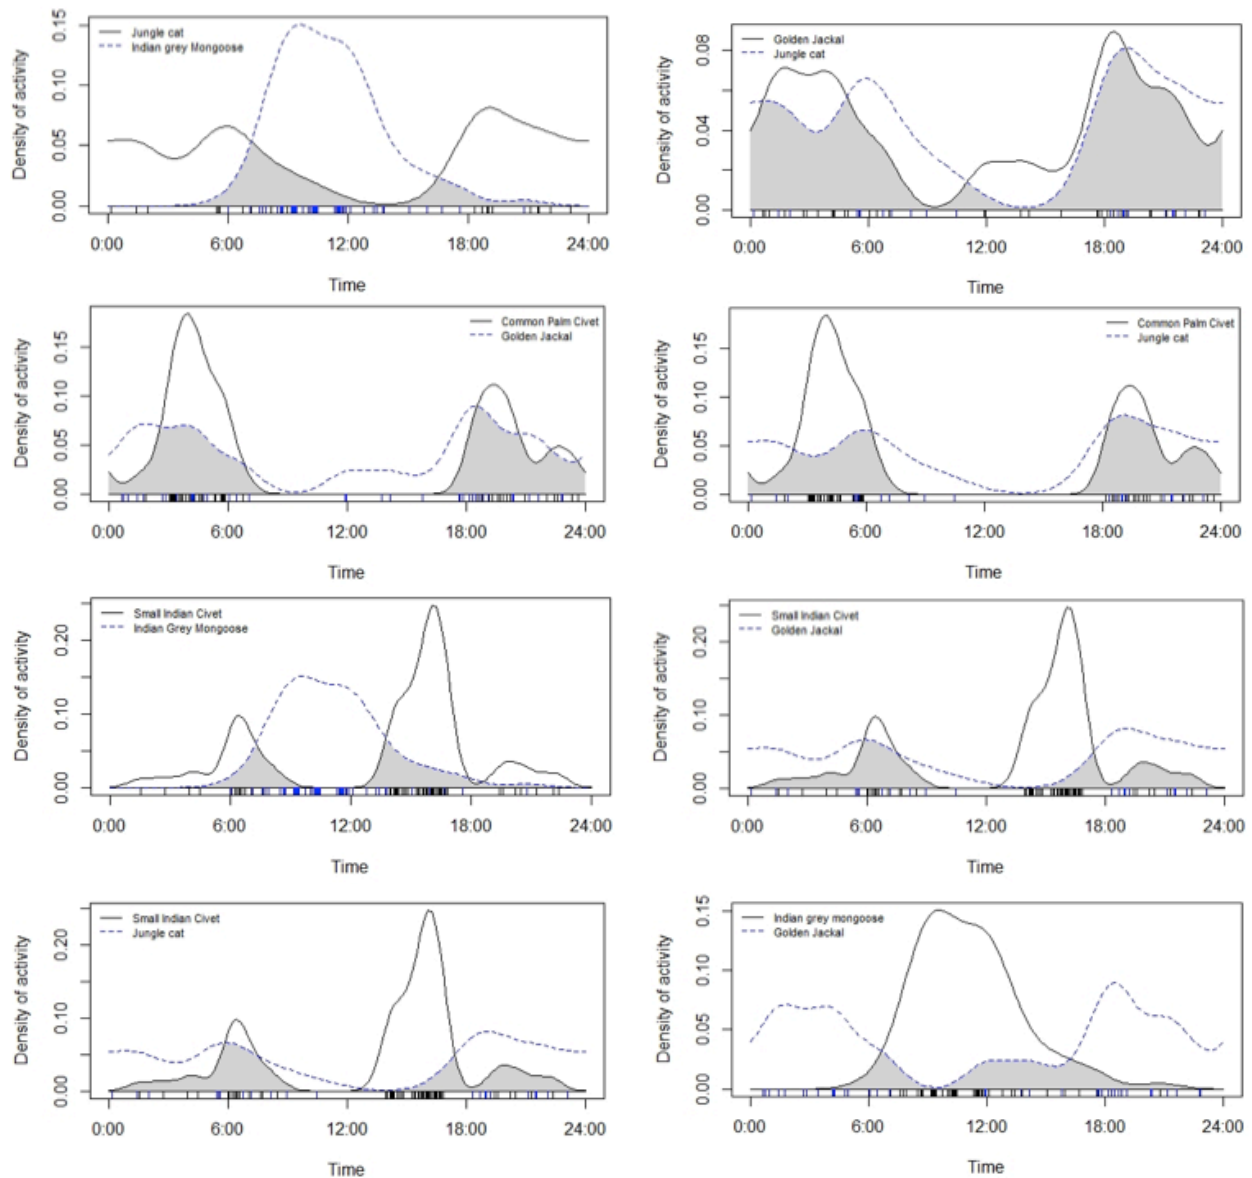 Density of activity
0.15
0.10
0.05
0.00
Jungle cat
Indian grey Mongoose
0:00 6:00 12:00 18:00 24:00
Time
Density of activity
0.08
0.04
0.00
Golden Jackal
Jungle cat
0:00 6:00 12:00 18:00 24:00
Time
Density of activity
0.15
0.10
0.05
0.00
Common Palm Civet
Golden Jackal
0:00 6:00 12:00 18:00 24:00
Time
Density of activity
0.15
0.10
0.05
0.00
Common Palm Civet
Jungle cat
0:00 6:00 12:00 18:00 24:00
Time
Density of activity
0.20
0.10
0.00
Small Indian Civet
Indian Grey Mongoose
0:00 6:00 12:00 18:00 24:00
Time
Density of activity
0.20
0.10
0.00
Small Indian Civet
Golden Jackal
0:00 6:00 12:00 18:00 24:00
Time
Density of activity
0.20
0.10
0.00
Small Indian Civet
Jungle cat
0:00 6:00 12:00 18:00 24:00
Time
Density of activity
0.15
0.10
0.05
0.00
Indian grey mongoose
Golden Jackal
0:00 6:00 12:00 18:00 24:00
Time